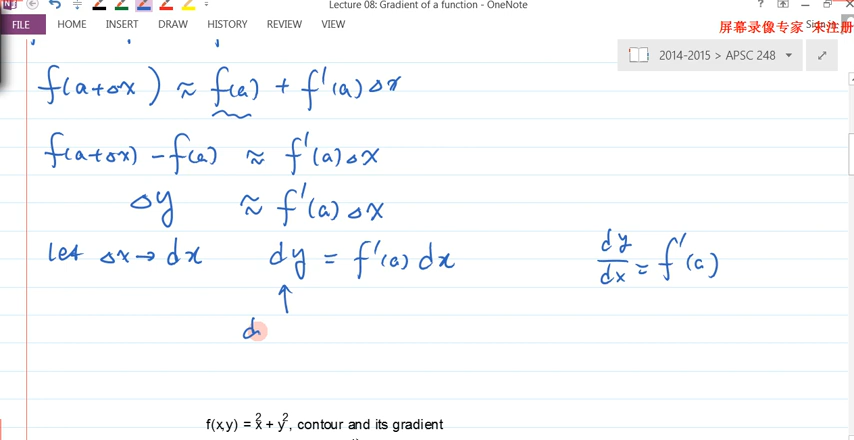 Lecture 08: Gradient of a function - OneNote
FILE HOME INSERT DRAW HISTORY REVIEW VIEW
屏幕录像专家 未注册
2014-2015 > APSC 248
f(a+Δx) ≈ f(a) + f'(a)Δx
f(a+Δx) - f(a) ≈ f'(a)Δx
Δy ≈ f'(a)Δx
let Δx → dx dy = f'(a) dx dy/dx = f'(a)
↑
f(x,y) = x² + y², contour and its gradient